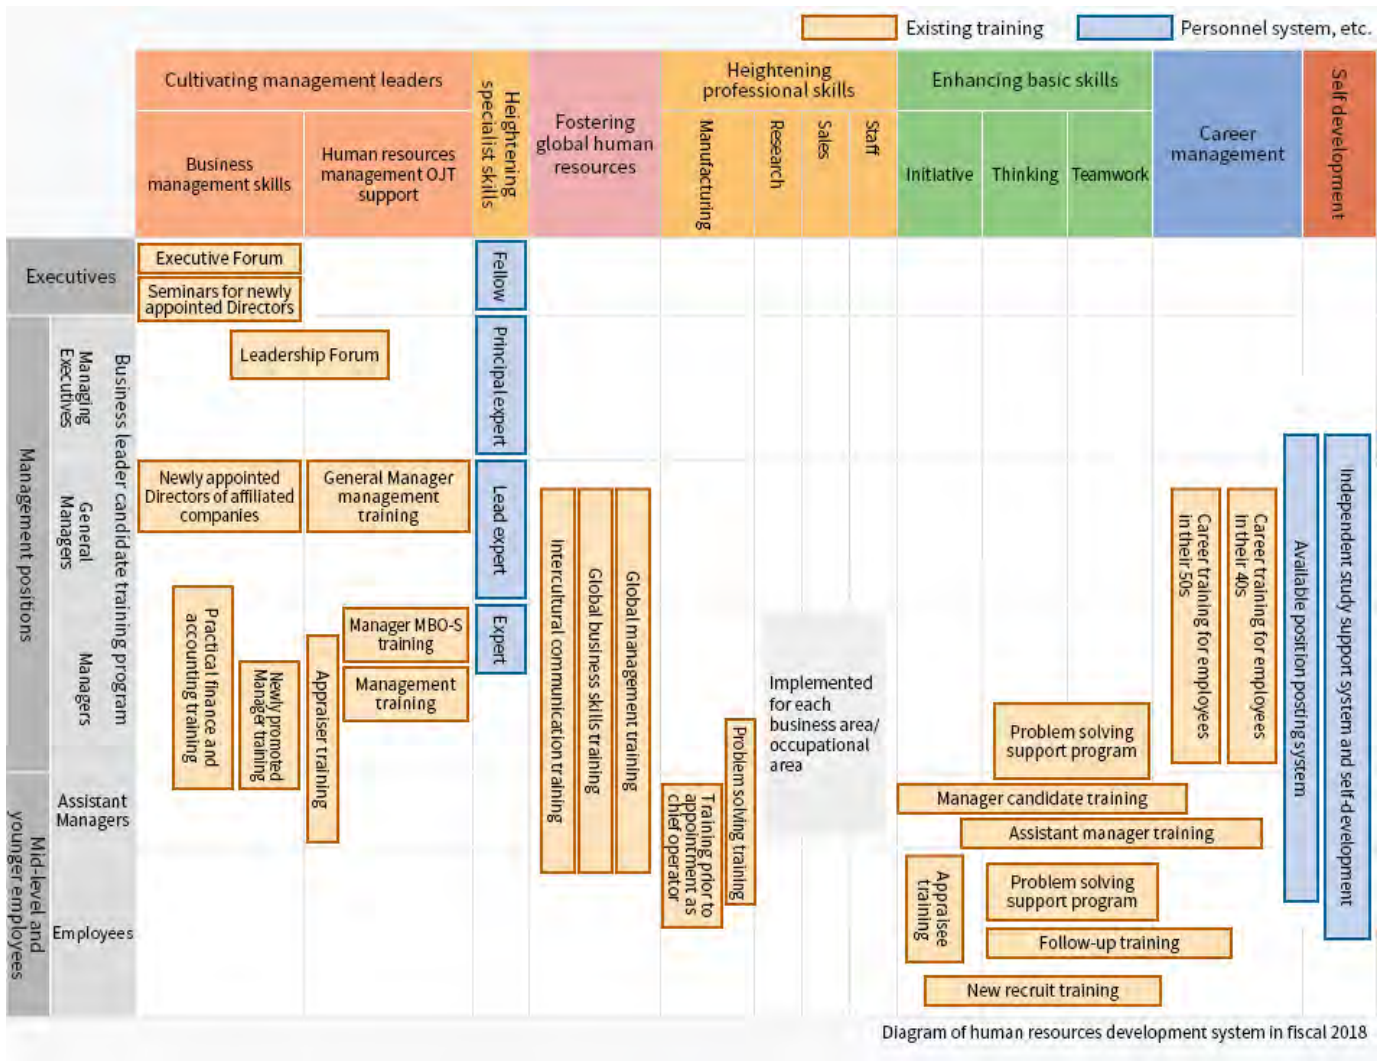 Existing training
Personnel system, etc.
Cultivating management leaders
Business
management skills
Human resources
management OJT
support
Heightening
specialist skills
Fostering
global human
resources
Heightening
professional skills
Manufacturing
Research
Sales
Staff
Enhancing basic skills
Initiative
Thinking
Teamwork
Career
management
Self development
Executives
Executive Forum
Seminars for newly
appointed Directors
Fellow
Management positions
Managing
Executives
Business leader candidate training program
Leadership Forum
Principal expert
General
Managers
Newly appointed
Directors of affiliated
companies
General Manager
management
training
Lead expert
Intercultural communication training
Global business skills training
Global management training
Career training for employees
in their 50s
Career training for employees
in their 40s
Available position posting system
Independent study support system and self-development
Managers
Practical finance and
accounting training
Newly promoted
Manager training
Appraiser training
Manager MBO-S
training
Management
training
Expert
Implemented
for each
business area/
occupational
area
Problem solving
support program
Mid-level and
younger employees
Assistant
Managers
Training prior to
appointment as
chief operator
Problem solving training
Manager candidate training
Assistant manager training
Employees
Appraisee
training
Problem solving
support program
Follow-up training
New recruit training
Diagram of human resources development system in fiscal 2018